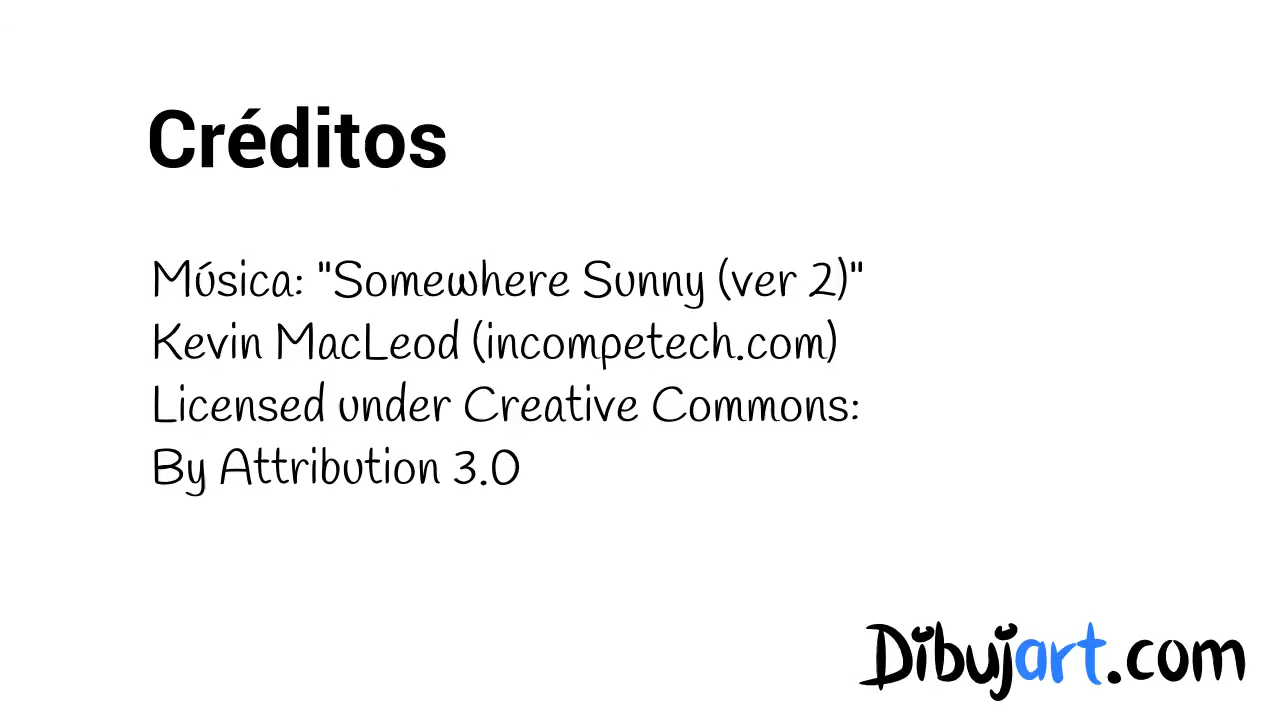 Créditos
Música: "Somewhere Sunny (ver 2)"
Kevin MacLeod (incompetech.com)
Licensed under Creative Commons:
By Attribution 3.0
Dibujart.com